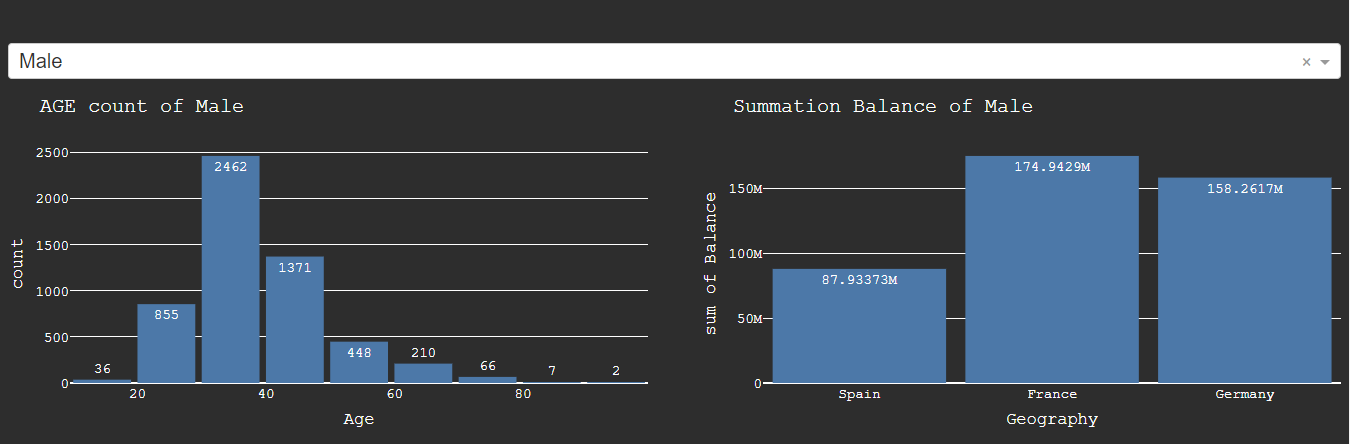 Male
AGE count of Male
2500
2000
1500
1000
500
0
count
36
855
2462
1371
448
210
66
7
2
20
40
60
80
Age
Summation Balance of Male
150M
100M
50M
0
sum of Balance
87.93373M
174.9429M
158.2617M
Spain
France
Germany
Geography